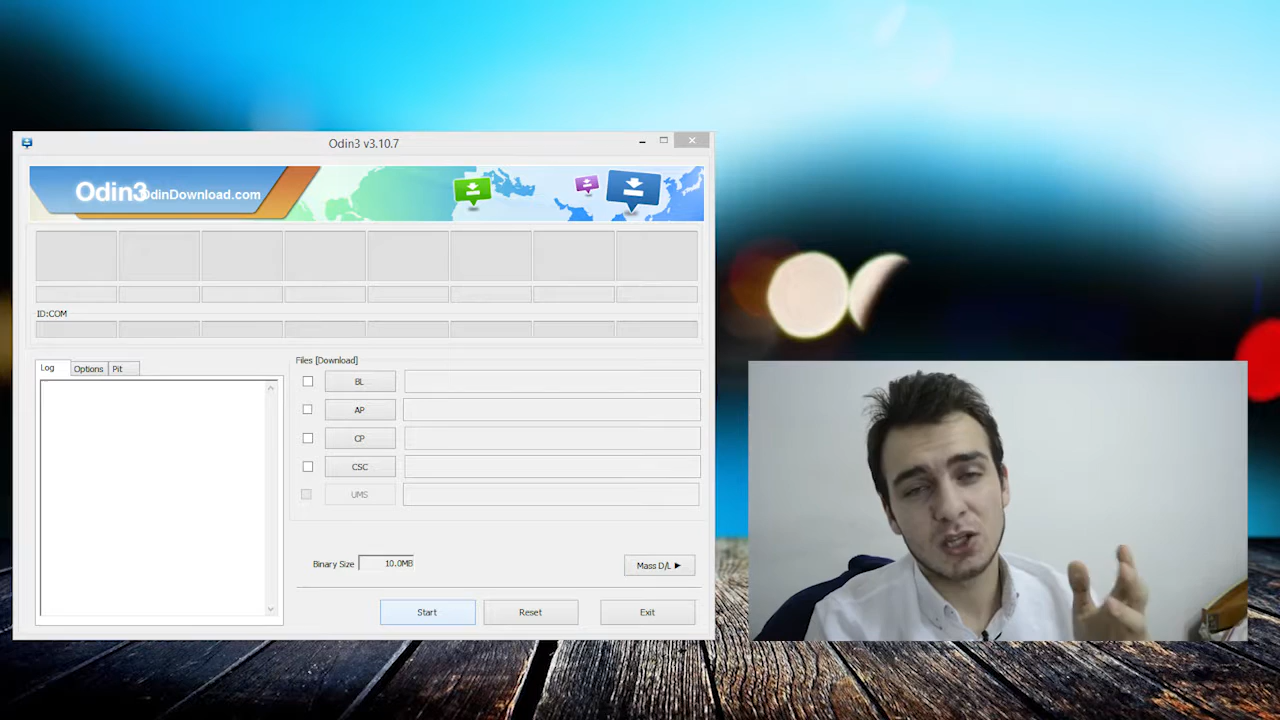 Odin3 v3.10.7
Odin3
OdinDownload.com
ID:COM
Log
Options
Pit
Files [Download]
BL
AP
CP
CSC
UMS
Binary Size
10.0MB
Mass D/L ▶
Start
Reset
Exit